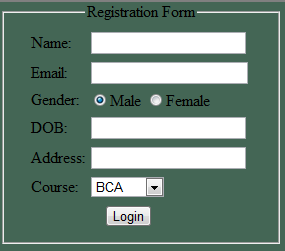 Registration Form
Name:
Email:
Gender: Male Female
DOB:
Address:
Course: BCA
Login